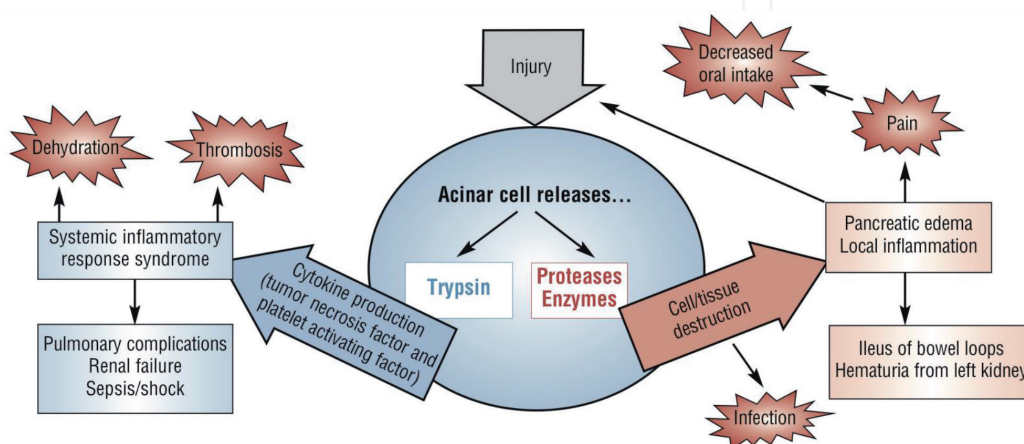 Injury
Decreased
oral intake
Pain
Dehydration
Thrombosis
Acinar cell releases...
Trypsin
Proteases
Enzymes
Systemic inflammatory
response syndrome
Cytokine production
(tumor necrosis factor and
platelet activating factor)
Pulmonary complications
Renal failure
Sepsis/shock
Cell/tissue
destruction
Pancreatic edema
Local inflammation
Ileus of bowel loops
Hematuria from left kidney
Infection